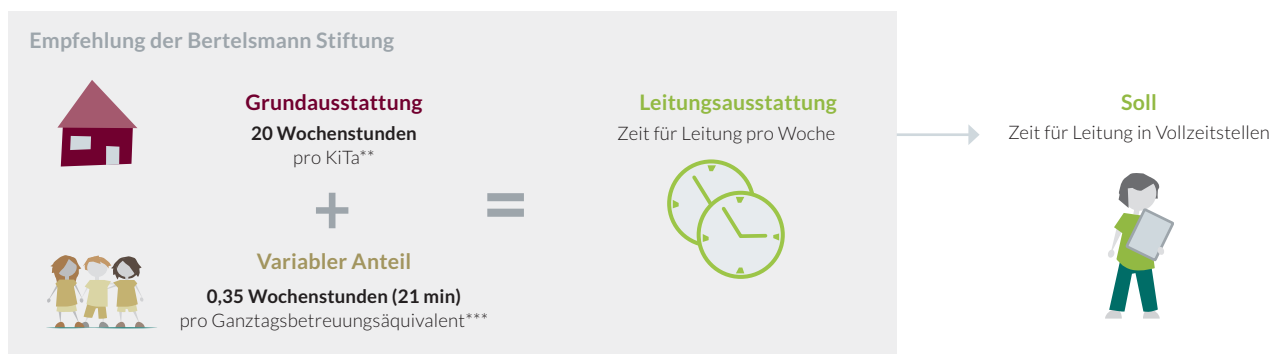 Empfehlung der Bertelsmann Stiftung
Grundausstattung
20 Wochenstunden
pro KiTa**
+
Variabler Anteil
0,35 Wochenstunden (21 min)
pro Ganztagsbetreuungsäquivalent***
=
Leitungsausstattung
Zeit für Leitung pro Woche
Soll
Zeit für Leitung in Vollzeitstellen